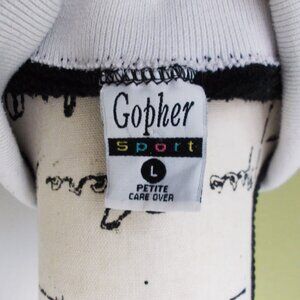 Gopher
Sport
L
PETITE
CARE OVER